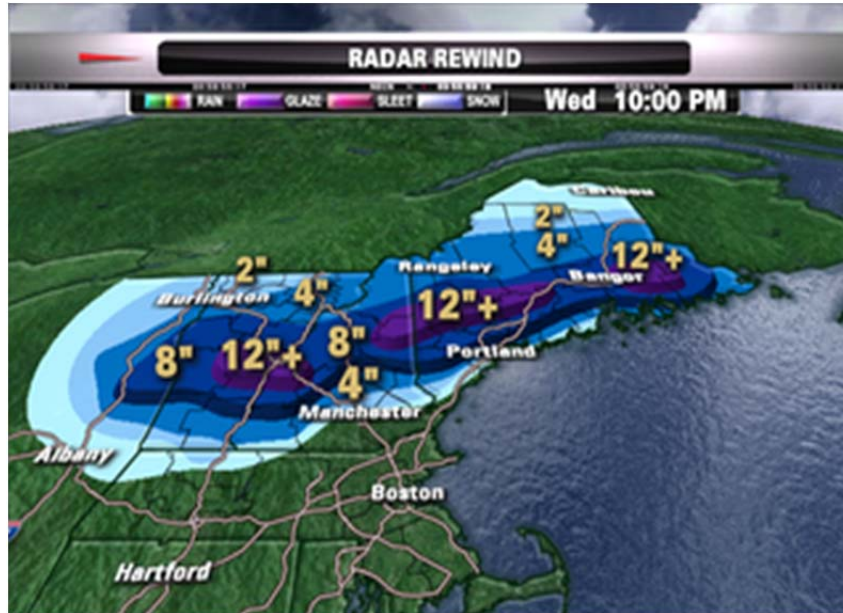 RADAR REWIND
RAIN GLAZE SLEET SNOW Wed 10:00 PM
Caribou
2"
4"
12"+
Rangeley
Bangor
2"
Burlington
4"
12"+
8"
8"
12"+
Portland
4"
Manchester
Albany
Boston
Hartford